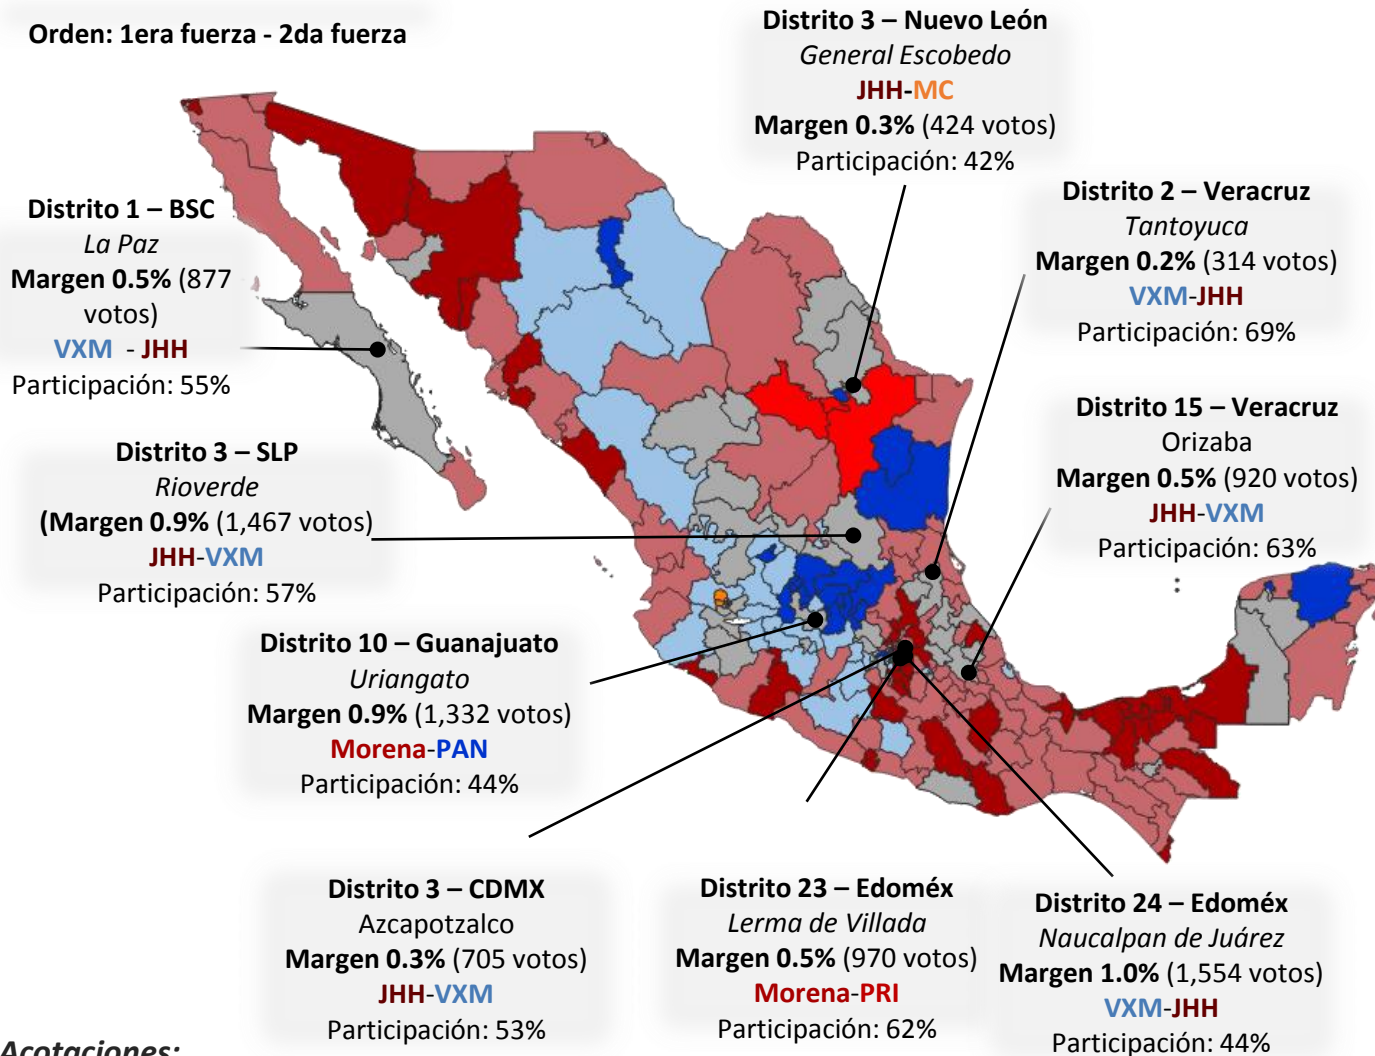 Orden: 1era fuerza - 2da fuerza
Distrito 3 – Nuevo León
General Escobedo
JHH-MC
Margen 0.3% (424 votos)
Participación: 42%
Distrito 1 – BSC
La Paz
Margen 0.5% (877
votos)
VXM - JHH
Participación: 55%
Distrito 2 – Veracruz
Tantoyuca
Margen 0.2% (314 votos)
VXM-JHH
Participación: 69%
Distrito 3 – SLP
Rioverde
(Margen 0.9% (1,467 votos)
JHH-VXM
Participación: 57%
Distrito 15 – Veracruz
Orizaba
Margen 0.5% (920 votos)
JHH-VXM
Participación: 63%
Distrito 10 – Guanajuato
Uriangato
Margen 0.9% (1,332 votos)
Morena-PAN
Participación: 44%
Distrito 3 – CDMX
Azcapotzalco
Margen 0.3% (705 votos)
JHH-VXM
Participación: 53%
Distrito 23 – Edoméx
Lerma de Villada
Margen 0.5% (970 votos)
Morena-PRI
Participación: 62%
Distrito 24 – Edoméx
Naucalpan de Juárez
Margen 1.0% (1,554 votos)
VXM-JHH
Participación: 44%
Acotaciones: